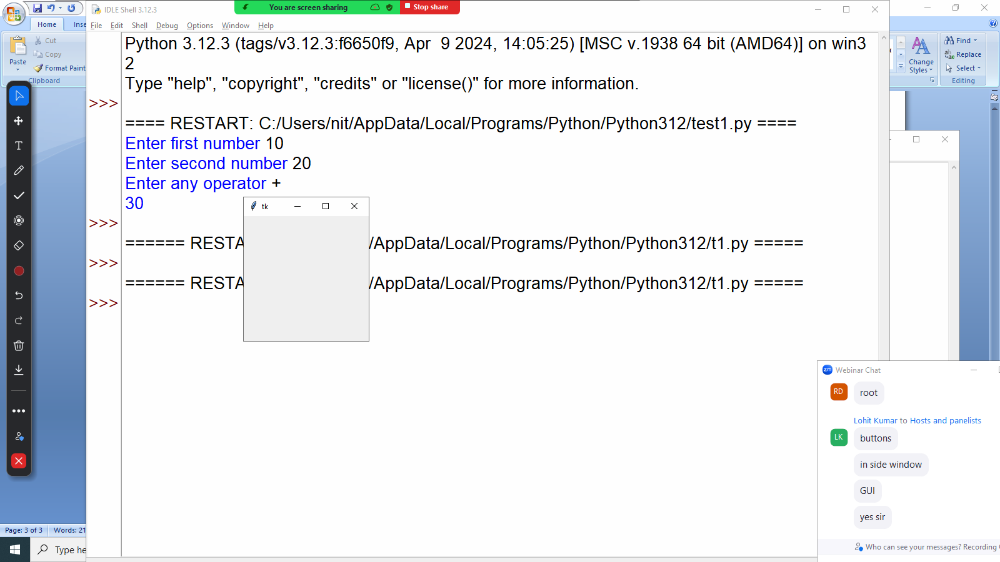 IDLE Shell 3.12.3
You are screen sharing
Stop share
File Edit Shell Debug Options Window Help
Python 3.12.3 (tags/v3.12.3:f6650f9, Apr  9 2024, 14:05:25) [MSC v.1938 64 bit (AMD64)] on win3
2
Type "help", "copyright", "credits" or "license()" for more information.
>>>
==== RESTART: C:/Users/nit/AppData/Local/Programs/Python/Python312/test1.py ====
Enter first number 10
Enter second number 20
Enter any operator +
30
>>>
====== RESTA /AppData/Local/Programs/Python/Python312/t1.py =====
>>>
====== RESTA /AppData/Local/Programs/Python/Python312/t1.py =====
>>>
tk
Home Inse
Paste
Cut
Copy
Format Paint
Clipboard
Change
Styles
Find
Replace
Select
Editing
zm Webinar Chat
RD
root
Lohit Kumar to Hosts and panelists
LK
buttons
in side window
GUI
yes sir
Who can see your messages? Recording
Page: 3 of 3 Words: 21
Type he